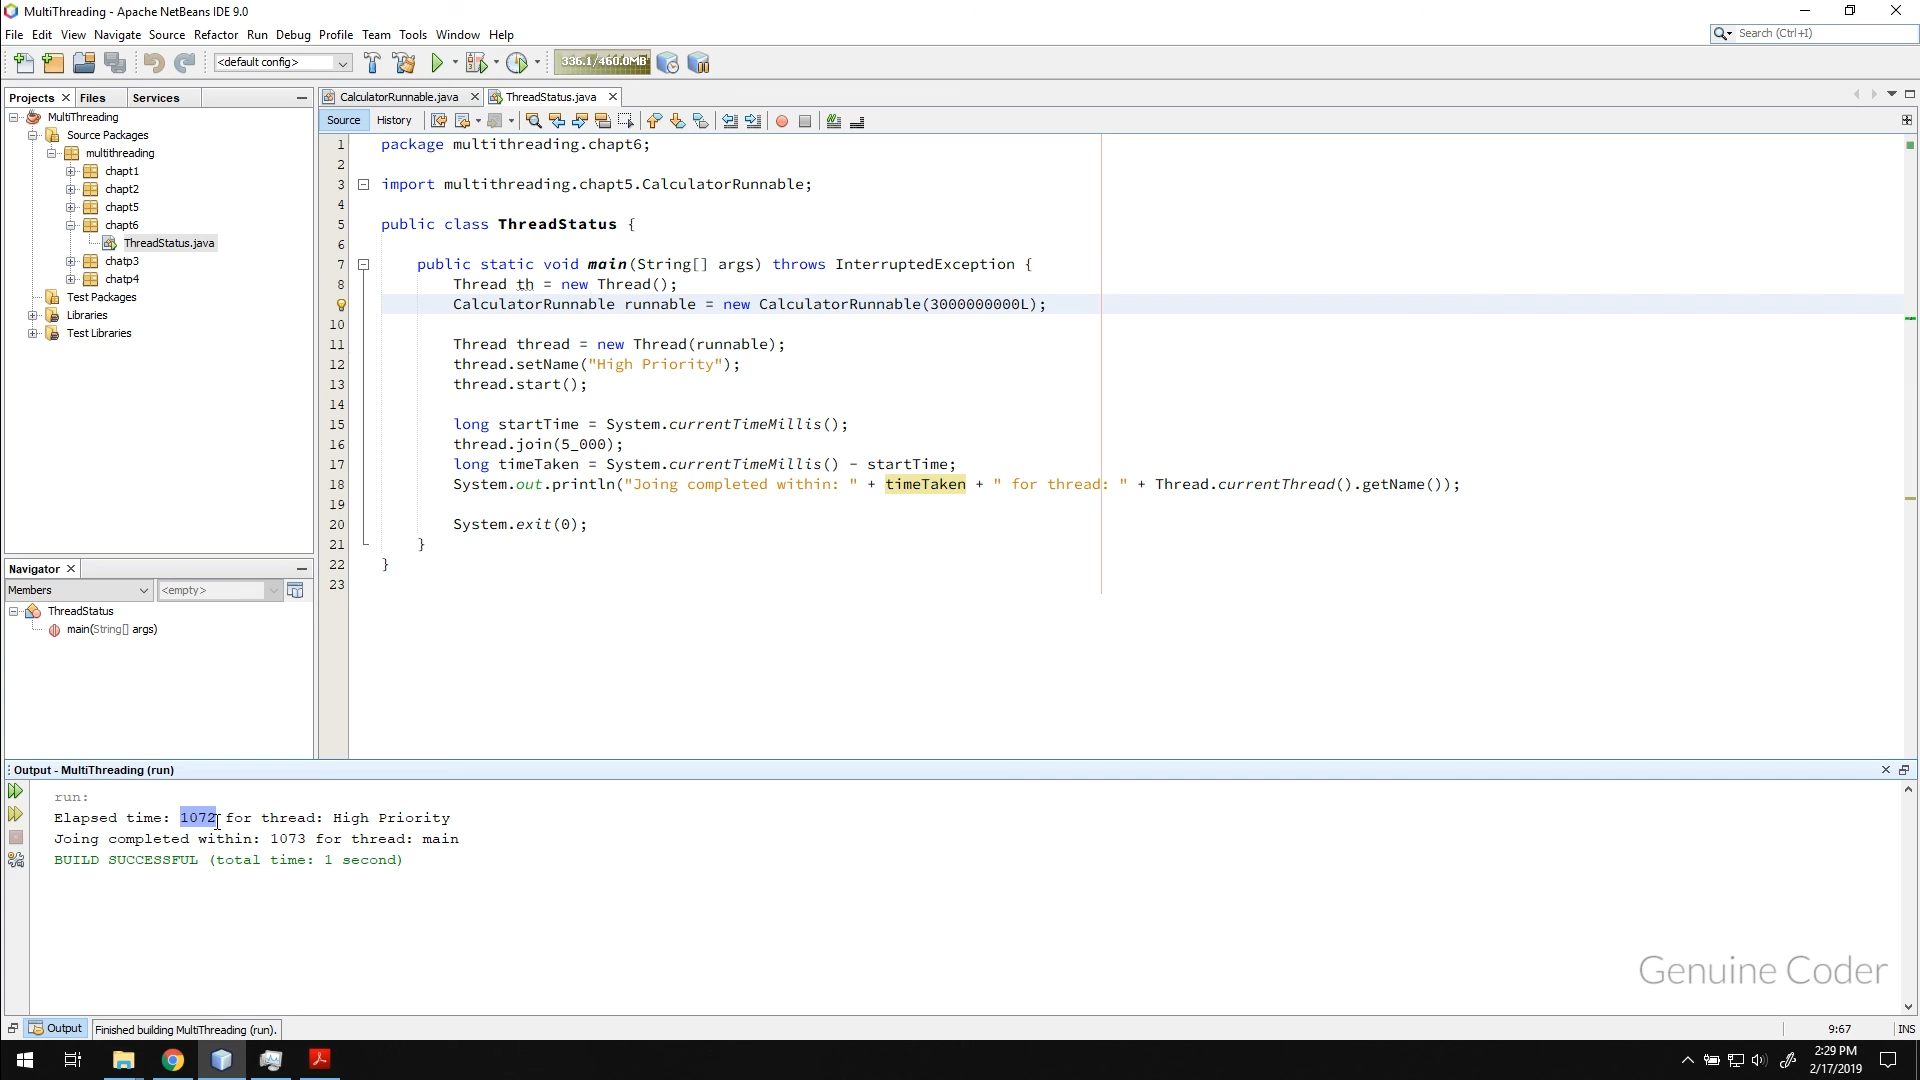 MultiThreading - Apache NetBeans IDE 9.0
File Edit View Navigate Source Refactor Run Debug Profile Team Tools Window Help
Search (Ctrl+I)
<default config>
336.1/460.0MB
Projects Files Services
CalculatorRunnable.java ThreadStatus.java
MultiThreading
Source Packages
multithreading
chapt1
chapt2
chapt5
chapt6
ThreadStatus.java
chatp3
chatp4
Test Packages
Libraries
Test Libraries
Source History
1 package multithreading.chapt6;
2
3 import multithreading.chapt5.CalculatorRunnable;
4
5 public class ThreadStatus {
6
7 public static void main(String[] args) throws InterruptedException {
8 Thread th = new Thread();
CalculatorRunnable runnable = new CalculatorRunnable(3000000000L);
10
11 Thread thread = new Thread(runnable);
12 thread.setName("High Priority");
13 thread.start();
14
15 long startTime = System.currentTimeMillis();
16 thread.join(5_000);
17 long timeTaken = System.currentTimeMillis() - startTime;
18 System.out.println("Joing completed within: " + timeTaken + " for thread: " + Thread.currentThread().getName());
19
20 System.exit(0);
21 }
22 }
23
Navigator
Members <empty>
ThreadStatus
main(String[] args)
Output - MultiThreading (run)
run:
Elapsed time: 1072 for thread: High Priority
Joing completed within: 1073 for thread: main
BUILD SUCCESSFUL (total time: 1 second)
Genuine Coder
Output Finished building MultiThreading (run).
9:67 INS
2:29 PM
2/17/2019